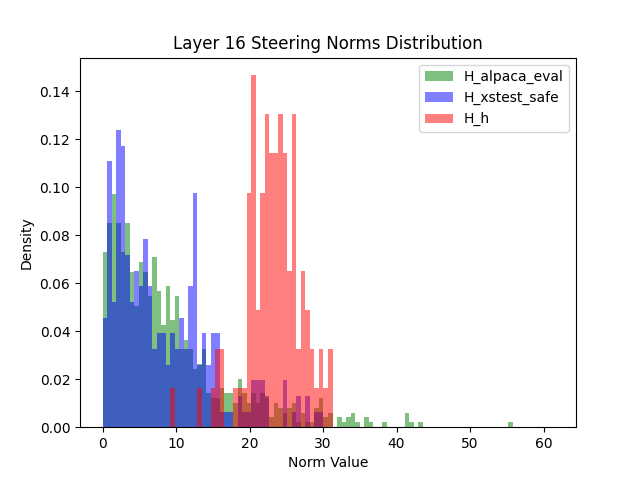 Layer 16 Steering Norms Distribution
H_alpaca_eval
H_xstest_safe
H_h
0.14
0.12
0.10
0.08
0.06
0.04
0.02
0.00
Density
0 10 20 30 40 50 60
Norm Value